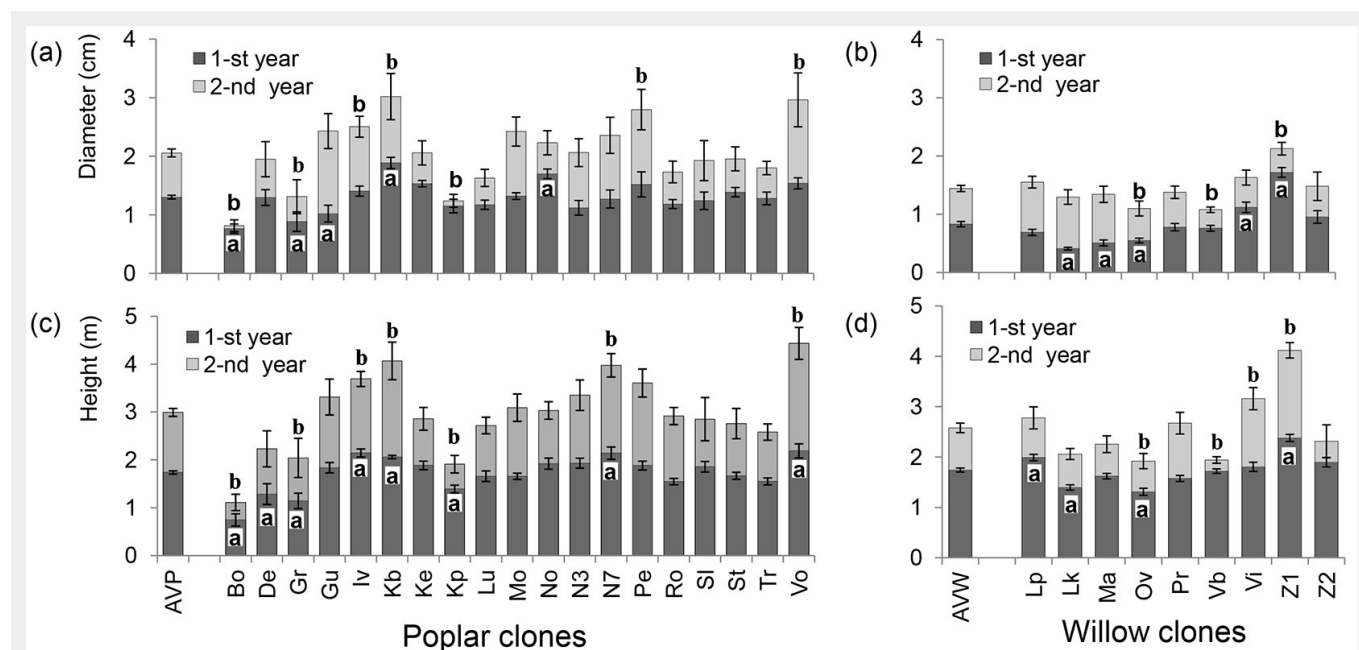 (a)
Diameter (cm)
4
3
2
1
0
1-st year
2-nd year
b a
b a
a
b
b a
b a
a
b
b
(b)
4
3
2
1
0
1-st year
2-nd year
a
a
b a
b
a
b a
(c)
Height (m)
5
4
3
2
1
0
1-st year
2-nd year
b a
a
b a
b a
b a
b a
b a
b a
AVP Bo De Gr Gu Iv Kb Ke Kp Lu Mo No N3 N7 Pe Ro SI St Tr Vo
Poplar clones
(d)
5
4
3
2
1
0
1-st year
2-nd year
a
a
b a
b
b
b a
AVW Lp Lk Ma Ov Pr Vb Vi Z1 Z2
Willow clones